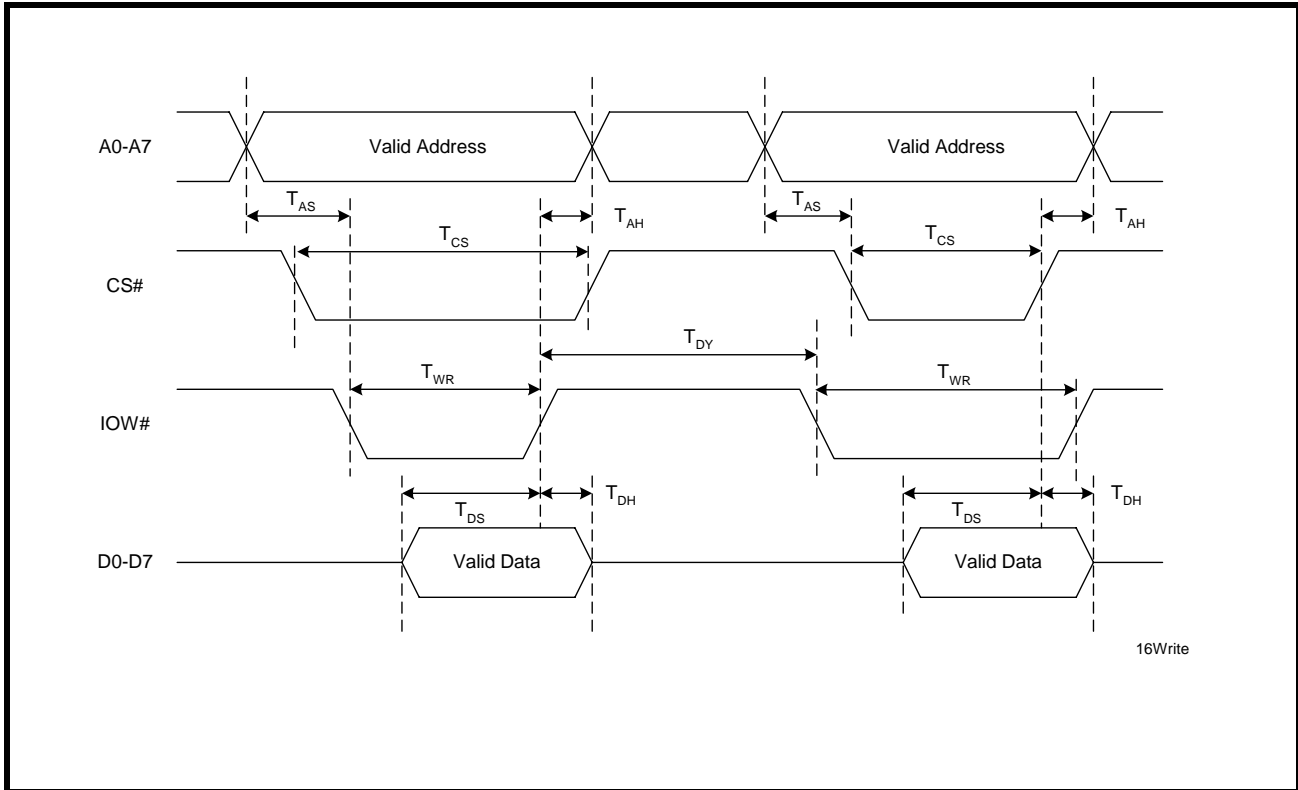 A0-A7
Valid Address
Valid Address
TAS
TAH
TAS
TAH
TCS
TCS
CS#
TDY
TWR
TWR
IOW#
TDS
TDH
TDS
TDH
D0-D7
Valid Data
Valid Data
16Write